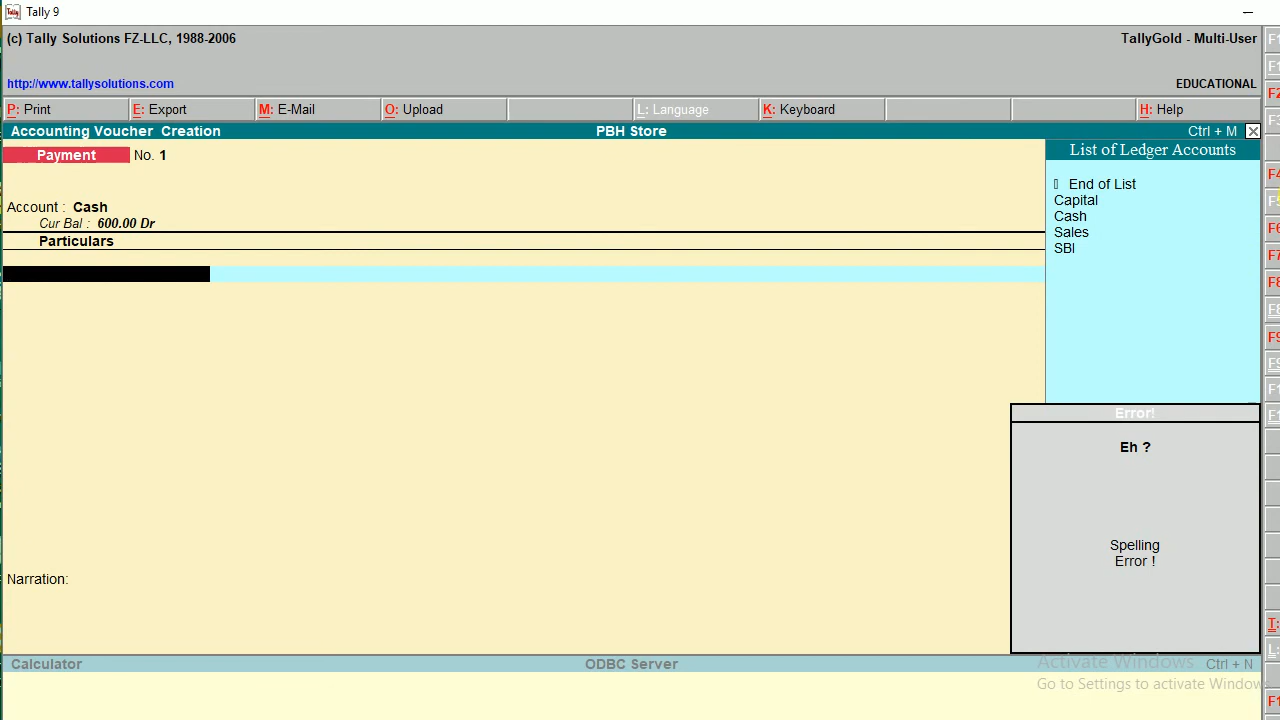 Tally 9
(c) Tally Solutions FZ-LLC, 1988-2006
TallyGold - Multi-User
http://www.tallysolutions.com
EDUCATIONAL
P: Print
E: Export
M: E-Mail
O: Upload
L: Language
K: Keyboard
H: Help
Accounting Voucher Creation
PBH Store
Ctrl + M
Payment No. 1
List of Ledger Accounts
End of List
Capital
Cash
Sales
SBI
Account : Cash
Cur Bal : 600.00 Dr
Particulars
Error!
Eh ?
Spelling
Error !
Narration:
Calculator
ODBC Server
Ctrl + N
Activate Windows
Go to Settings to activate Windows